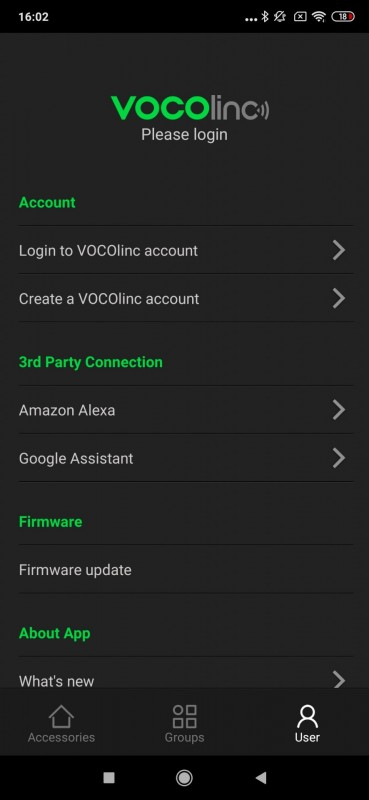 16:02
18
VOCOlinc
Please login
Account
Login to VOCOlinc account
Create a VOCOlinc account
3rd Party Connection
Amazon Alexa
Google Assistant
Firmware
Firmware update
About App
What's new
Accessories
Groups
User